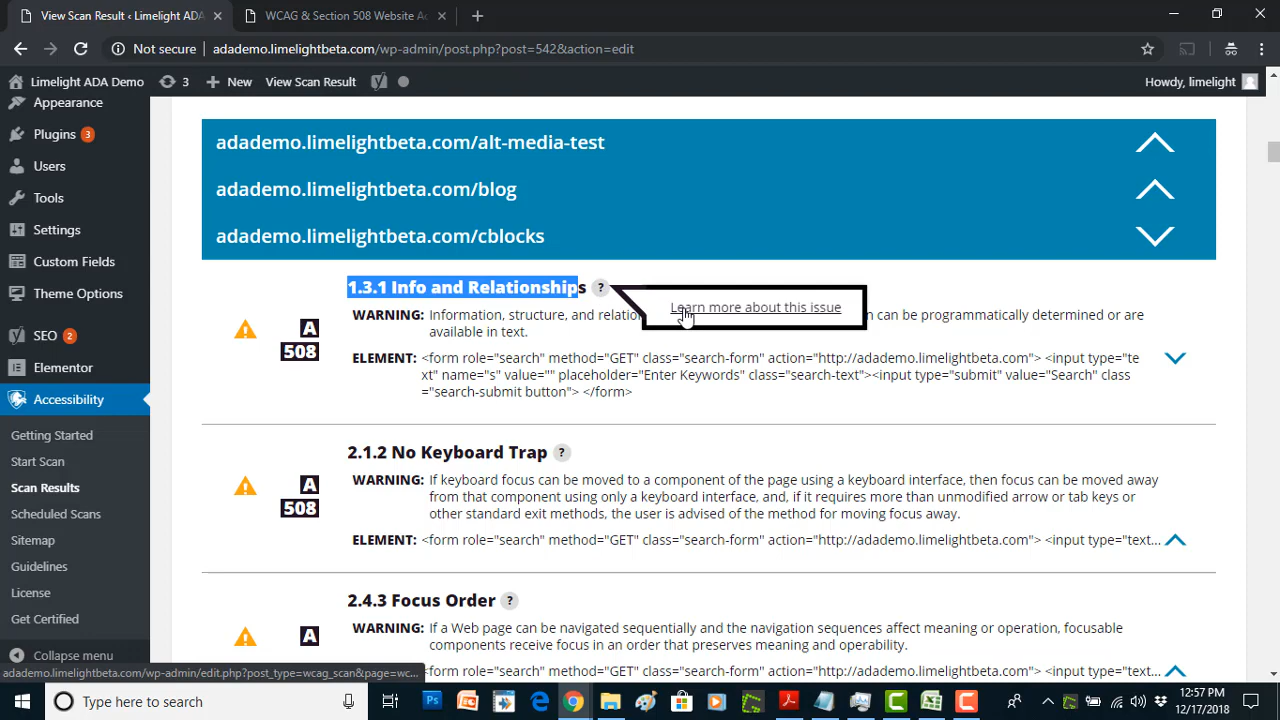 View Scan Result ‹ Limelight ADA
WCAG & Section 508 Website Ac
Not secure
adademo.limelightbeta.com/wp-admin/post.php?post=542&action=edit
Limelight ADA Demo
3
New
View Scan Result
Howdy, limelight
Appearance
Plugins 3
Users
Tools
Settings
Custom Fields
Theme Options
SEO 2
Elementor
Accessibility
Getting Started
Start Scan
Scan Results
Scheduled Scans
Sitemap
Guidelines
License
Get Certified
Collapse menu
adademo.limelightbeta.com/alt-media-test
adademo.limelightbeta.com/blog
adademo.limelightbeta.com/cblocks
1.3.1 Info and Relationships ?
Learn more about this issue
A
508
WARNING: Information, structure, and relation can be programmatically determined or are
available in text.
ELEMENT: <form role="search" method="GET" class="search-form" action="http://adademo.limelightbeta.com"> <input type="te
xt" name="s" value="" placeholder="Enter Keywords" class="search-text"><input type="submit" value="Search" class
="search-submit button"> </form>
2.1.2 No Keyboard Trap ?
A
508
WARNING: If keyboard focus can be moved to a component of the page using a keyboard interface, then focus can be moved away
from that component using only a keyboard interface, and, if it requires more than unmodified arrow or tab keys or
other standard exit methods, the user is advised of the method for moving focus away.
ELEMENT: <form role="search" method="GET" class="search-form" action="http://adademo.limelightbeta.com"> <input type="text...
2.4.3 Focus Order ?
A
WARNING: If a Web page can be navigated sequentially and the navigation sequences affect meaning or operation, focusable
components receive focus in an order that preserves meaning and operability.
<form role="search" method="GET" class="search-form" action="http://adademo.limelightbeta.com"> <input type="text...
adademo.limelightbeta.com/wp-admin/edit.php?post_type=wcag_scan&page=wc...
Type here to search
Ps
12:57 PM
12/17/2018